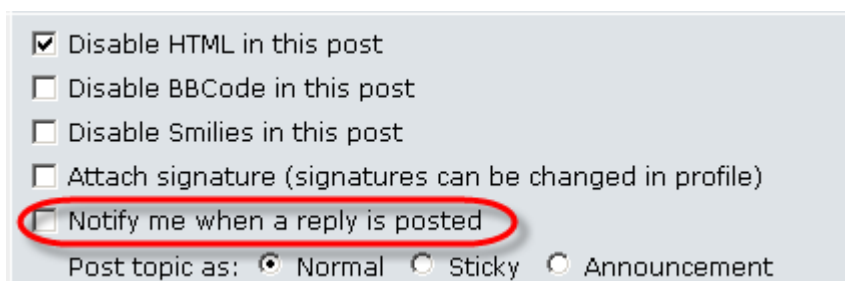 Disable HTML in this post
Disable BBCode in this post
Disable Smilies in this post
Attach signature (signatures can be changed in profile)
Notify me when a reply is posted
Post topic as: Normal Sticky Announcement